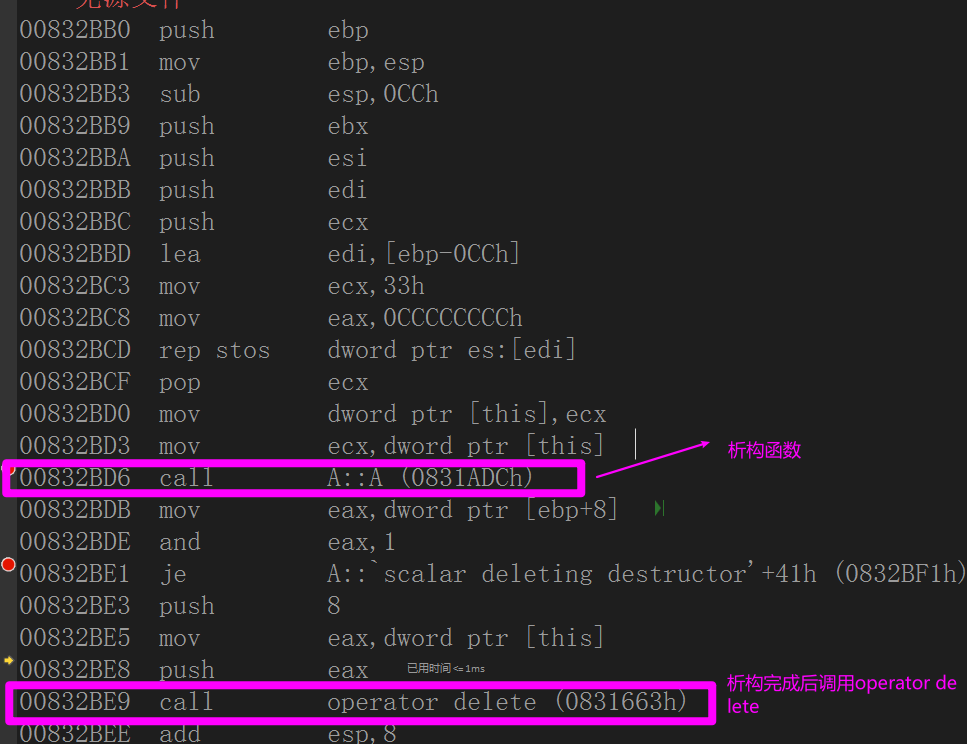 无源文件
00832BB0 push ebp
00832BB1 mov ebp,esp
00832BB3 sub esp,0CCh
00832BB9 push ebx
00832BBA push esi
00832BBB push edi
00832BBC push ecx
00832BBD lea edi,[ebp-0CCh]
00832BC3 mov ecx,33h
00832BC8 mov eax,0CCCCCCCCh
00832BCD rep stos dword ptr es:[edi]
00832BCF pop ecx
00832BD0 mov dword ptr [this],ecx
00832BD3 mov ecx,dword ptr [this]
析构函数
00832BD6 call A::A (0831ADCh)
00832BDB mov eax,dword ptr [ebp+8]
00832BDE and eax,1
00832BE1 je A::`scalar deleting destructor'+41h (0832BF1h)
00832BE3 push 8
00832BE5 mov eax,dword ptr [this]
00832BE8 push eax 已用时间 <= 1ms
00832BE9 call operator delete (0831663h)
析构完成后调用operator de
lete
00832BEE add esp,8